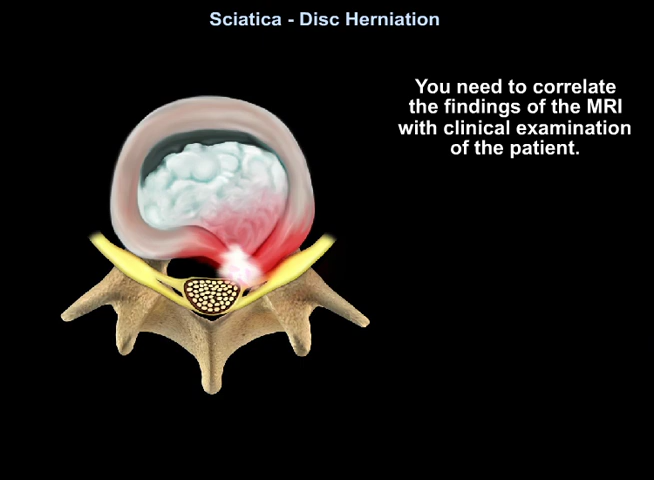 Sciatica - Disc Herniation
You need to correlate
the findings of the MRI
with clinical examination
of the patient.